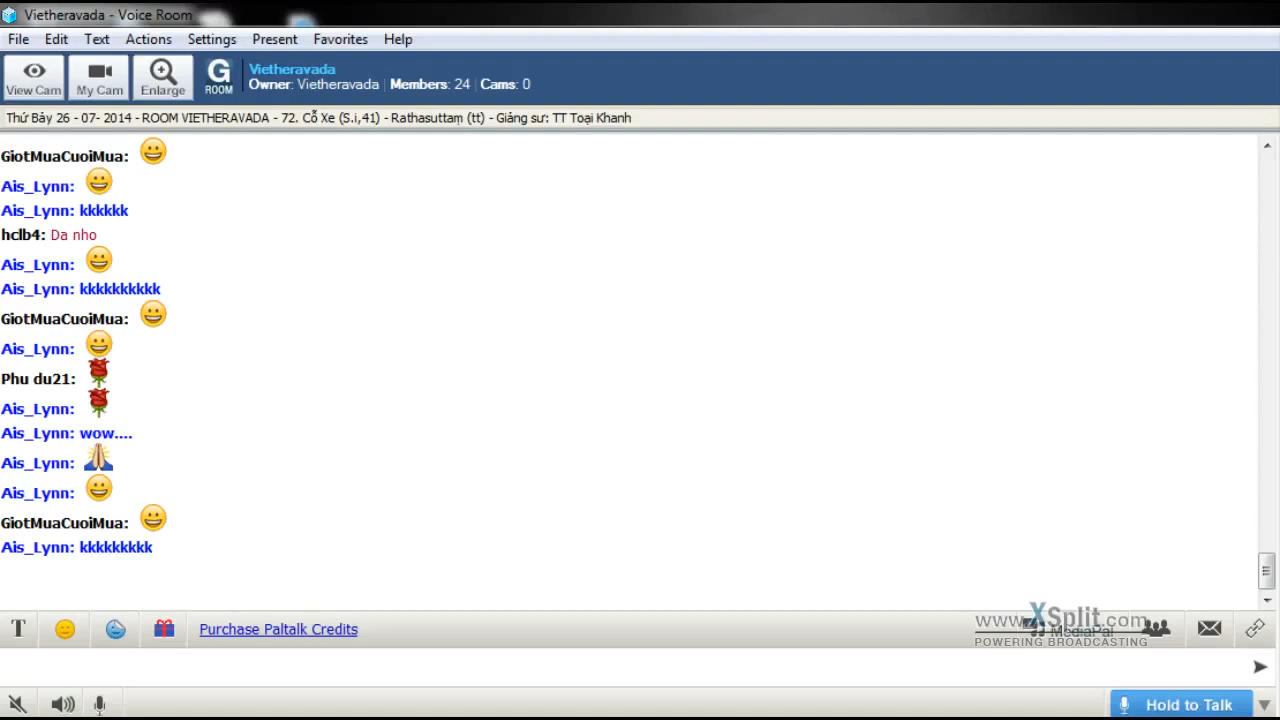 Vietheravada - Voice Room
File Edit Text Actions Settings Present Favorites Help
View Cam My Cam Enlarge G ROOM
Vietheravada
Owner: Vietheravada | Members: 24 | Cams: 0
Thứ Bảy 26 - 07- 2014 - ROOM VIETHERAVADA - 72. Cỗ Xe (S.i,41) - Rathasuttaṃ (tt) - Giảng sư: TT Toại Khanh
GiotMuaCuoiMua:
Ais_Lynn:
Ais_Lynn: kkkkkk
hclb4: Da nho
Ais_Lynn:
Ais_Lynn: kkkkkkkkkk
GiotMuaCuoiMua:
Ais_Lynn:
Phu du21:
Ais_Lynn:
Ais_Lynn: wow....
Ais_Lynn:
Ais_Lynn:
GiotMuaCuoiMua:
Ais_Lynn: kkkkkkkkk
T Purchase Paltalk Credits
www.XSplit.com
MediaPal
POWERING BROADCASTING
Hold to Talk